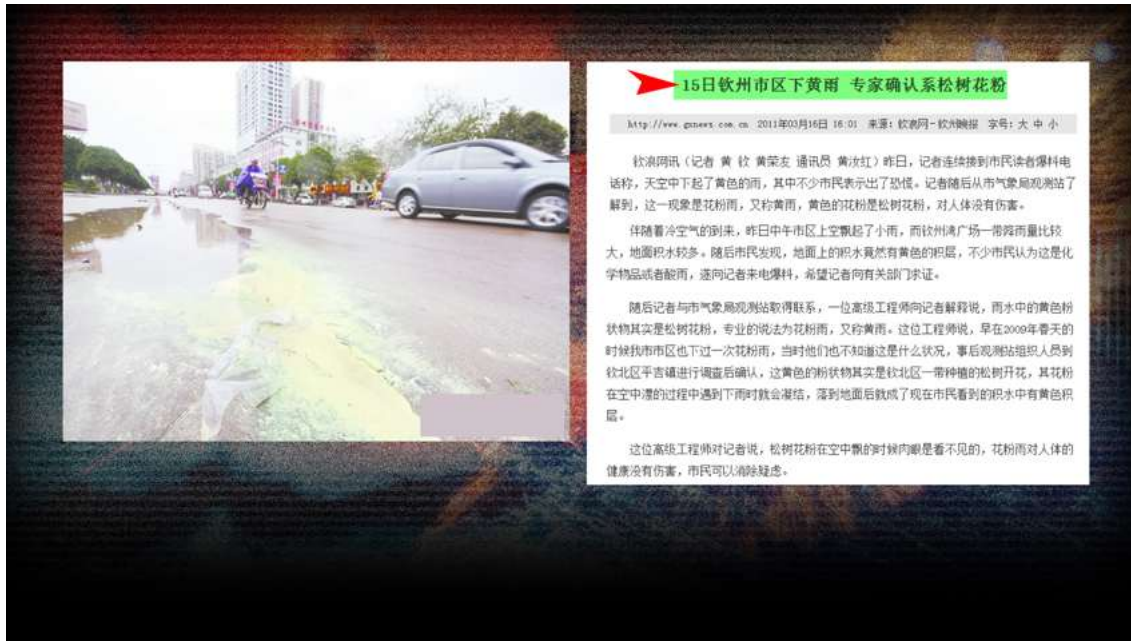 15日钦州市区下黄雨 专家确认系松树花粉
http://www.gxnews.com.cn 2011年03月16日 16:01 来源：钦浪网-钦州晚报 字号：大 中 小
钦浪网讯（记者 黄 钦 黄荣友 通讯员 黄汝红）昨日，记者连续接到市民读者爆料电
话称，天空中下起了黄色的雨，其中不少市民表示出了恐慌。记者随后从市气象局观测站了
解到，这一现象是花粉雨，又称黄雨，黄色的花粉是松树花粉，对人体没有伤害。
伴随着冷空气的到来，昨日中午市区上空飘起了小雨，而钦州湾广场一带降雨量比较
大，地面积水较多。随后市民发现，地面上的积水竟然有黄色的积层，不少市民认为这是化
学物品或者酸雨，遂向记者来电爆料，希望记者向有关部门求证。
随后记者与市气象局观测站取得联系，一位高级工程师向记者解释说，雨水中的黄色粉
状物其实是松树花粉，专业的说法为花粉雨，又称黄雨。这位工程师说，早在2009年春天的
时候我市市区也下过一次花粉雨，当时他们也不知道这是什么状况，事后观测站组织人员到
钦北区平吉镇进行调查后确认，这黄色的粉状物其实是钦北区一带种植的松树开花，其花粉
在空中漂的过程中遇到下雨时就会凝结，落到地面后就成了现在市民看到的积水中有黄色积
层。
这位高级工程师对记者说，松树花粉在空中飘的时候肉眼是看不见的，花粉雨对人体的
健康没有伤害，市民可以消除疑虑。